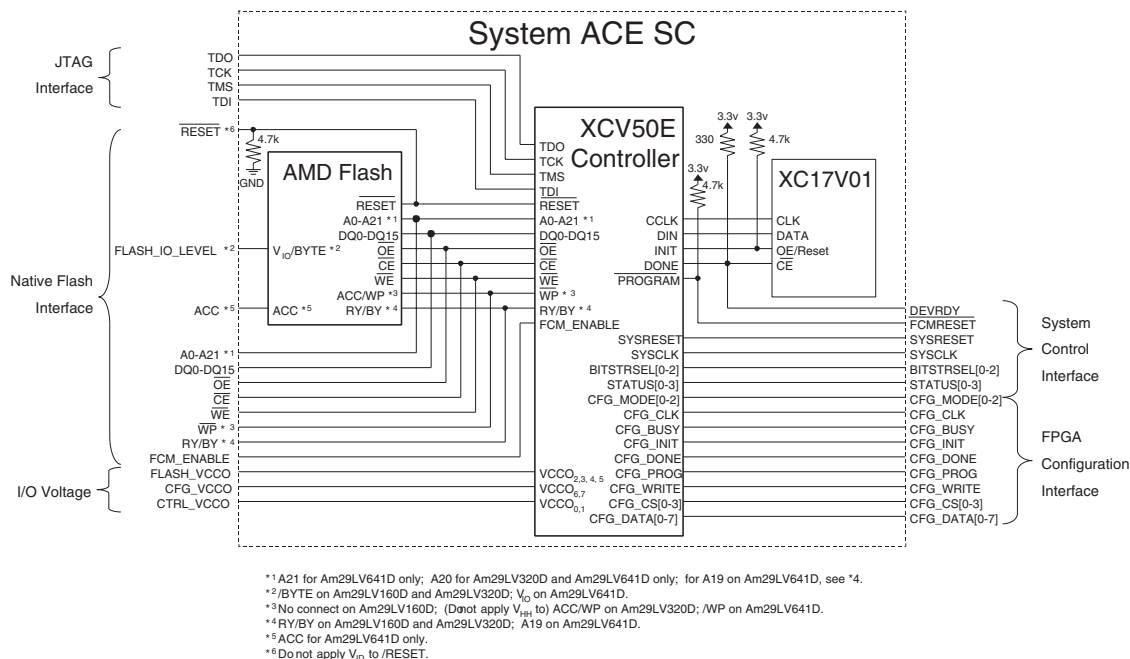 System ACE SC
JTAG
Interface
TDO
TCK
TMS
TDI
Native Flash
Interface
RESET *6
4.7k
GND
FLASH_IO_LEVEL *2
ACC *5
A0-A21 *1
DQ0-DQ15
OE
CE
WE
WP * 3
RY/BY * 4
FCM_ENABLE
I/O Voltage
FLASH_VCCO
CFG_VCCO
CTRL_VCCO
AMD Flash
RESET
A0-A21 *1
DQ0-DQ15
VIO/BYTE *2
OE
CE
WE
ACC/WP *3
ACC *5
RY/BY * 4
XCV50E
Controller
TDO
TCK
TMS
TDI
RESET
A0-A21 *1
DQ0-DQ15
OE
CE
WE
WP * 3
RY/BY * 4
FCM_ENABLE
CCLK
DIN
INIT
DONE
PROGRAM
SYSRESET
SYSCLK
BITSTRSEL[0-2]
STATUS[0-3]
CFG_MODE[0-2]
CFG_CLK
CFG_BUSY
CFG_INIT
CFG_DONE
VCCO2,3, 4, 5 CFG_PROG
VCCO6,7 CFG_WRITE
VCCO0,1 CFG_CS[0-3]
CFG_DATA[0-7]
3.3v
330
3.3v
4.7k
3.3v
4.7k
XC17V01
CLK
DATA
OE/Reset
CE
DEVRDY
FCMRESET
SYSRESET
SYSCLK
BITSTRSEL[0-2]
STATUS[0-3]
CFG_MODE[0-2]
CFG_CLK
CFG_BUSY
CFG_INIT
CFG_DONE
CFG_PROG
CFG_WRITE
CFG_CS[0-3]
CFG_DATA[0-7]
System
Control
Interface
FPGA
Configuration
Interface
*1 A21 for Am29LV641D only; A20 for Am29LV320D and Am29LV641D only; for A19 on Am29LV641D, see *4.
*2 /BYTE on Am29LV160D and Am29LV320D; VIO on Am29LV641D.
*3 No connect on Am29LV160D; (Do not apply VHH to) ACC/WP on Am29LV320D; /WP on Am29LV641D.
*4 RY/BY on Am29LV160D and Am29LV320D; A19 on Am29LV641D.
*5 ACC for Am29LV641D only.
*6 Do not apply VID to /RESET.